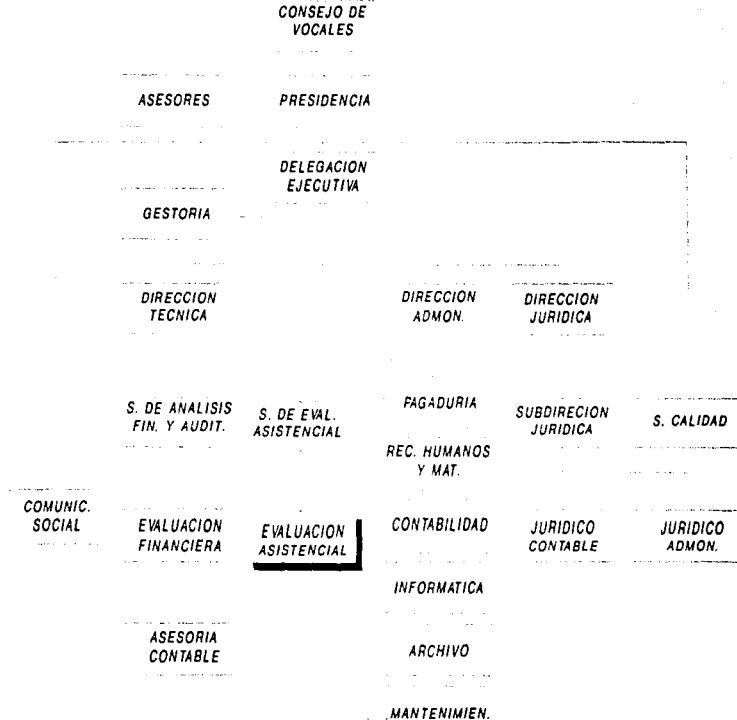 CONSEJO DE
VOCALES
ASESORES
PRESIDENCIA
DELEGACION
EJECUTIVA
GESTORIA
DIRECCION
TECNICA
DIRECCION
ADMON.
DIRECCION
JURIDICA
S. DE ANALISIS
FIN. Y AUDIT.
S. DE EVAL.
ASISTENCIAL
PAGADURIA
SUBDIRECION
JURIDICA
S. CALIDAD
REC. HUMANOS
Y MAT.
COMUNIC.
SOCIAL
EVALUACION
FINANCIERA
EVALUACION
ASISTENCIAL
CONTABILIDAD
JURIDICO
CONTABLE
JURIDICO
ADMON.
INFORMATICA
ASESORIA
CONTABLE
ARCHIVO
MANTENIMIEN.